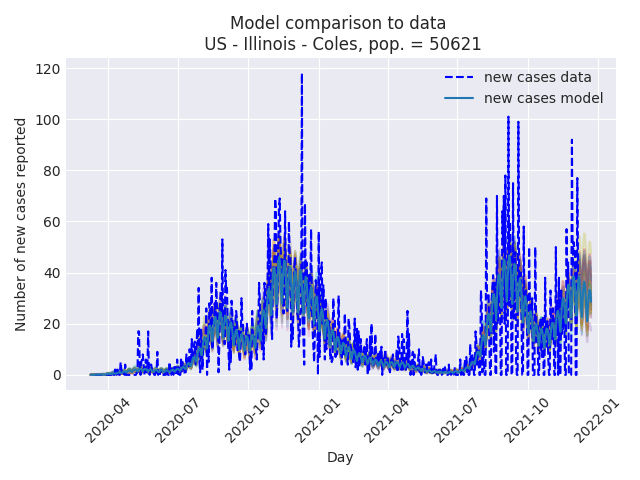 Model comparison to data
US - Illinois - Coles, pop. = 50621
new cases data
new cases model
Number of new cases reported
120
100
80
60
40
20
0
2020-04
2020-07
2020-10
2021-01
2021-04
2021-07
2021-10
2022-01
Day